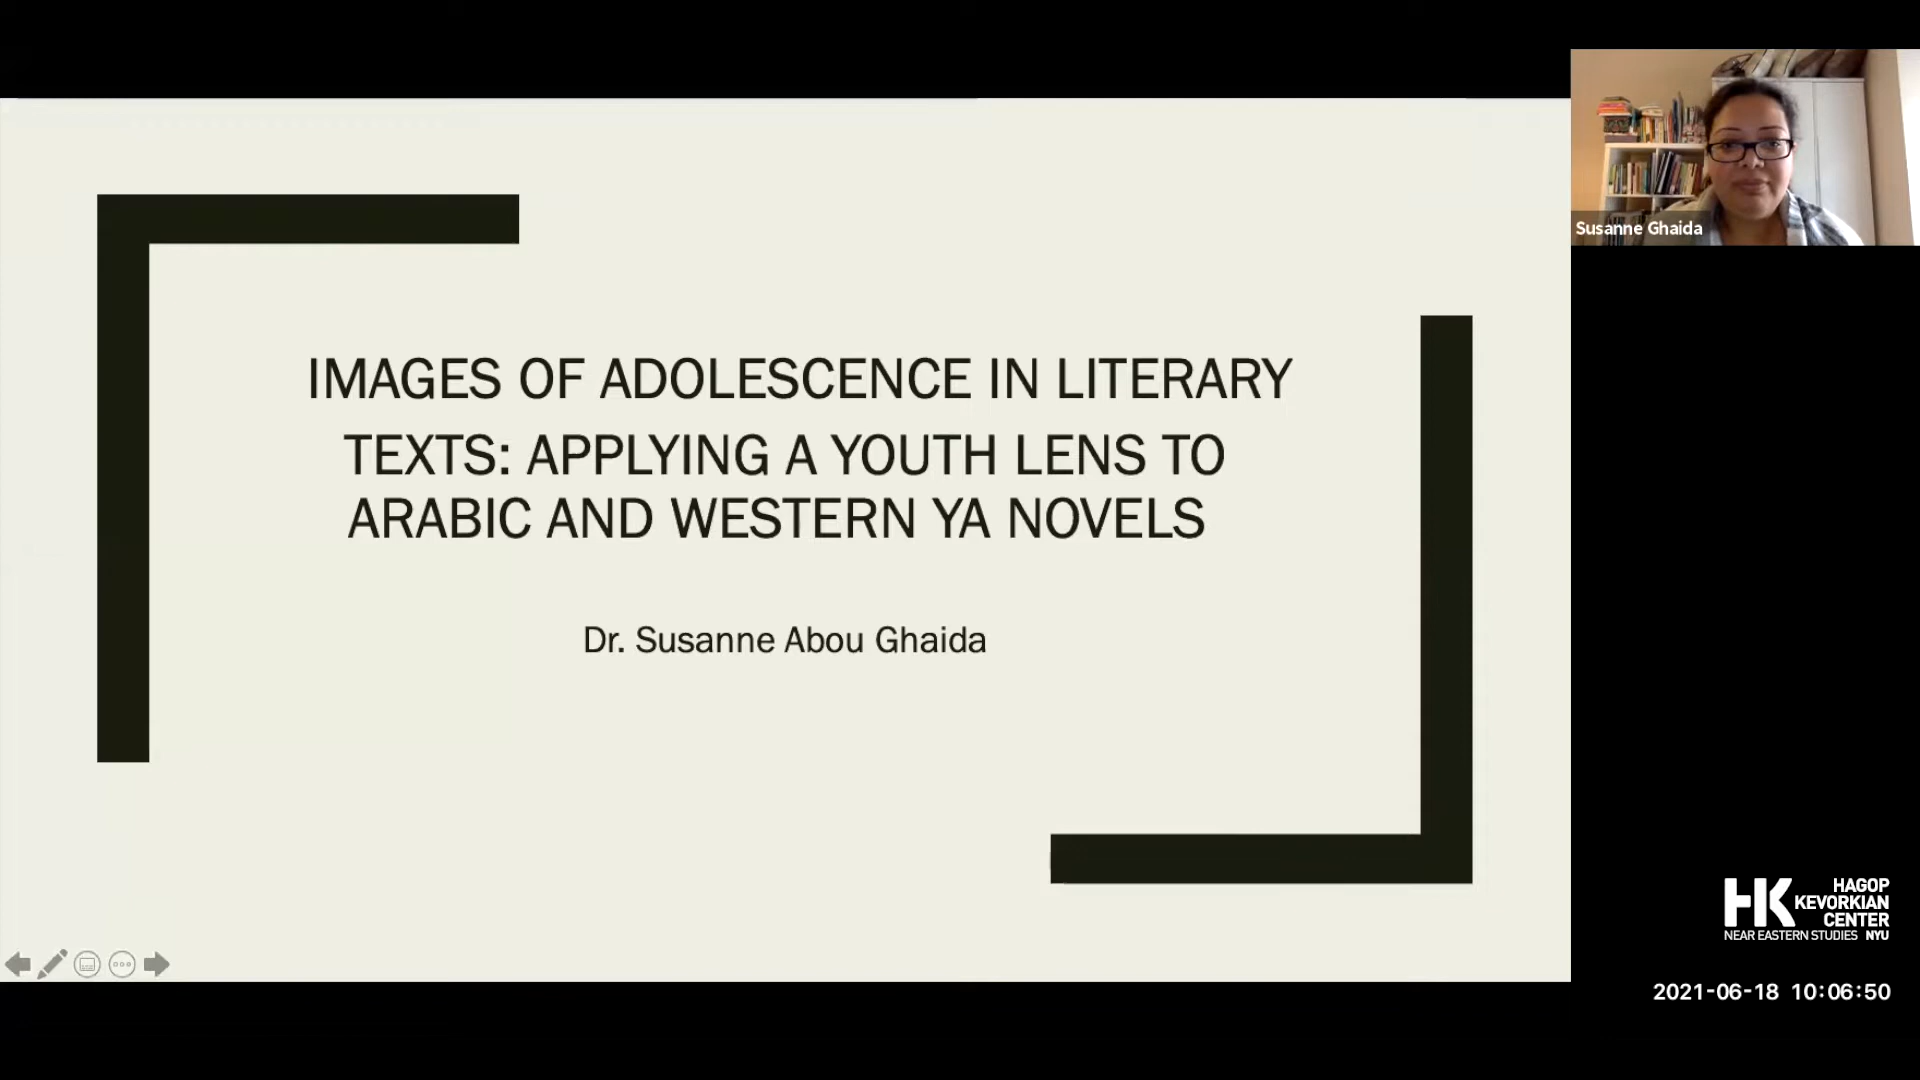 IMAGES OF ADOLESCENCE IN LITERARY
TEXTS: APPLYING A YOUTH LENS TO
ARABIC AND WESTERN YA NOVELS
Dr. Susanne Abou Ghaida
Susanne Ghaida
HK HAGOP
KEVORKIAN
CENTER
NEAR EASTERN STUDIES NYU
2021-06-18 10:06:50